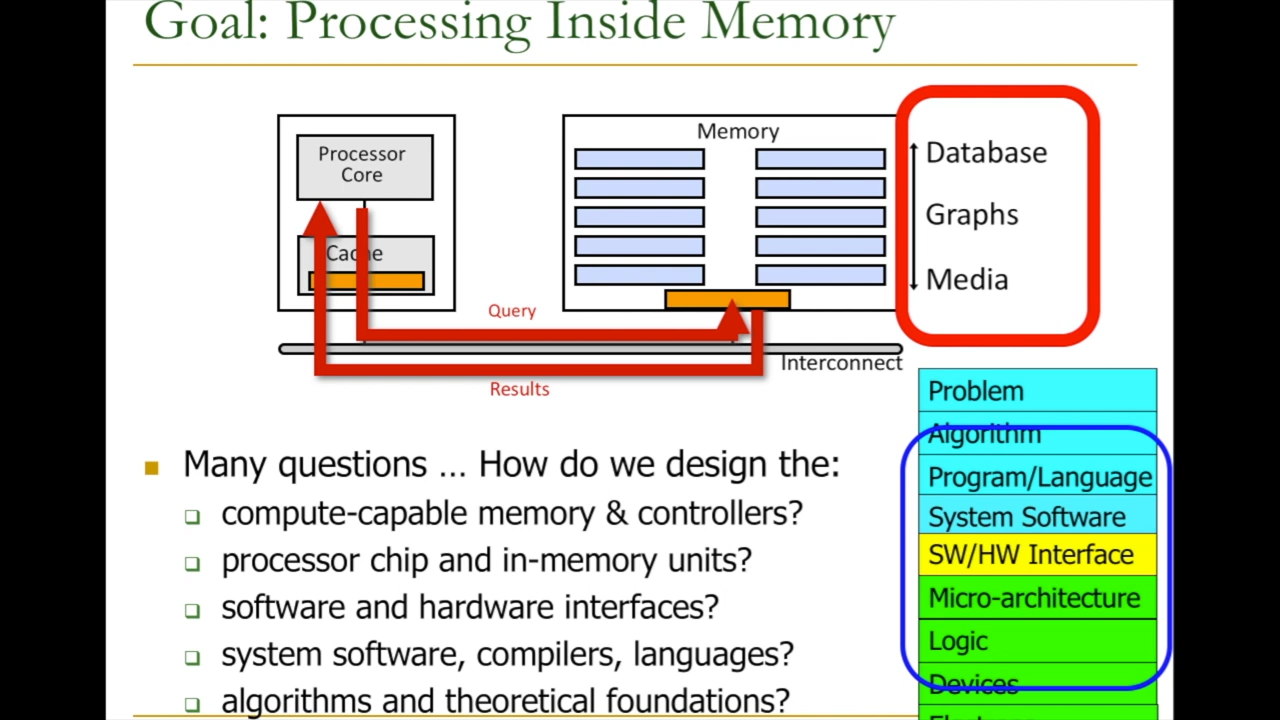 Goal: Processing Inside Memory
Processor
Core
Cache
Memory
Database
Graphs
Media
Query
Interconnect
Results
Problem
Algorithm
Program/Language
System Software
SW/HW Interface
Micro-architecture
Logic
Devices
Many questions … How do we design the:
compute-capable memory & controllers?
processor chip and in-memory units?
software and hardware interfaces?
system software, compilers, languages?
algorithms and theoretical foundations?